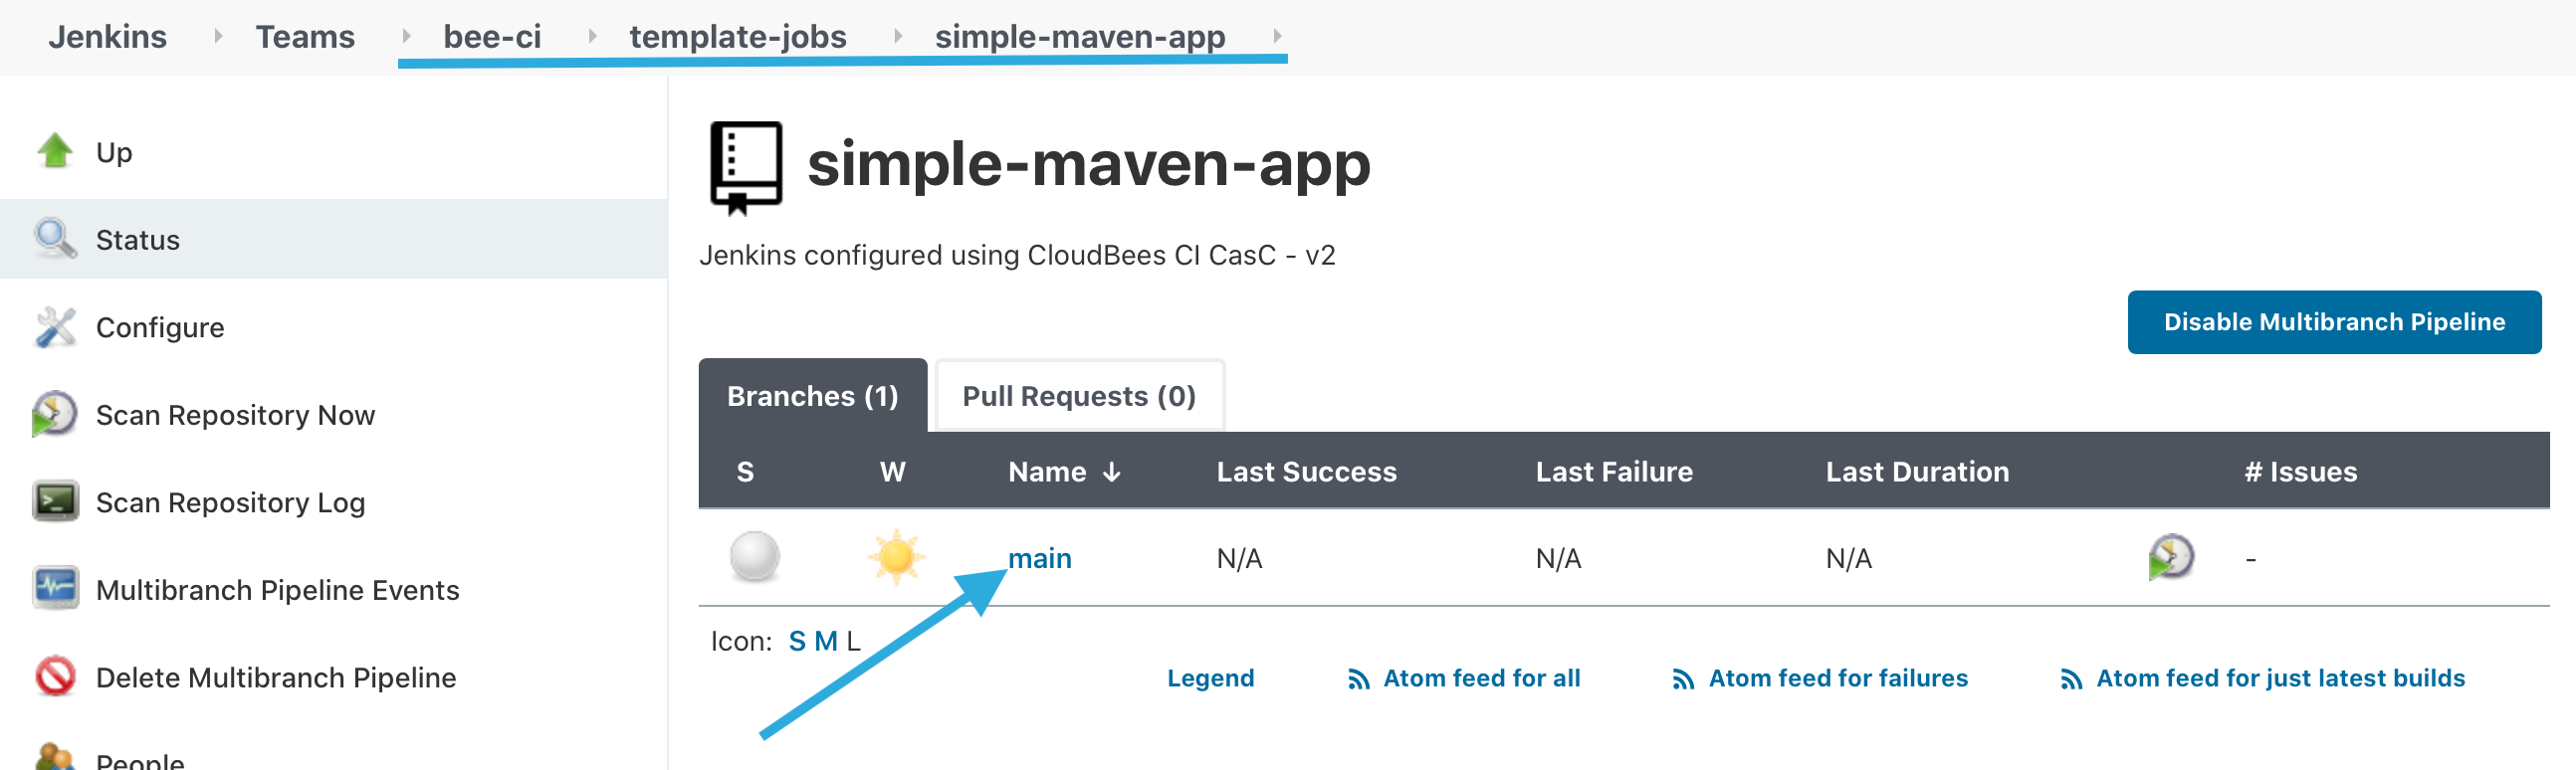 Jenkins Teams bee-ci template-jobs simple-maven-app
Up
Status
Configure
Scan Repository Now
Scan Repository Log
Multibranch Pipeline Events
Delete Multibranch Pipeline
People
simple-maven-app
Jenkins configured using CloudBees CI CasC - v2
Disable Multibranch Pipeline
Branches (1) Pull Requests (0)
S W Name ↓ Last Success Last Failure Last Duration # Issues
main N/A N/A N/A -
Icon: S M L
Legend Atom feed for all Atom feed for failures Atom feed for just latest builds